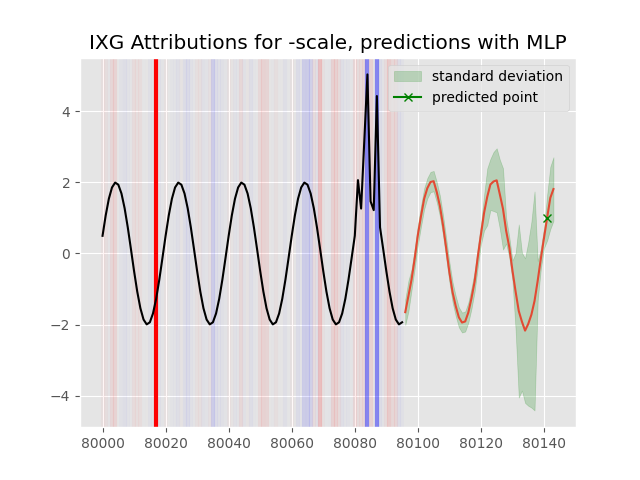 IXG Attributions for -scale, predictions with MLP
standard deviation
predicted point
4
2
0
−2
−4
80000 80020 80040 80060 80080 80100 80120 80140